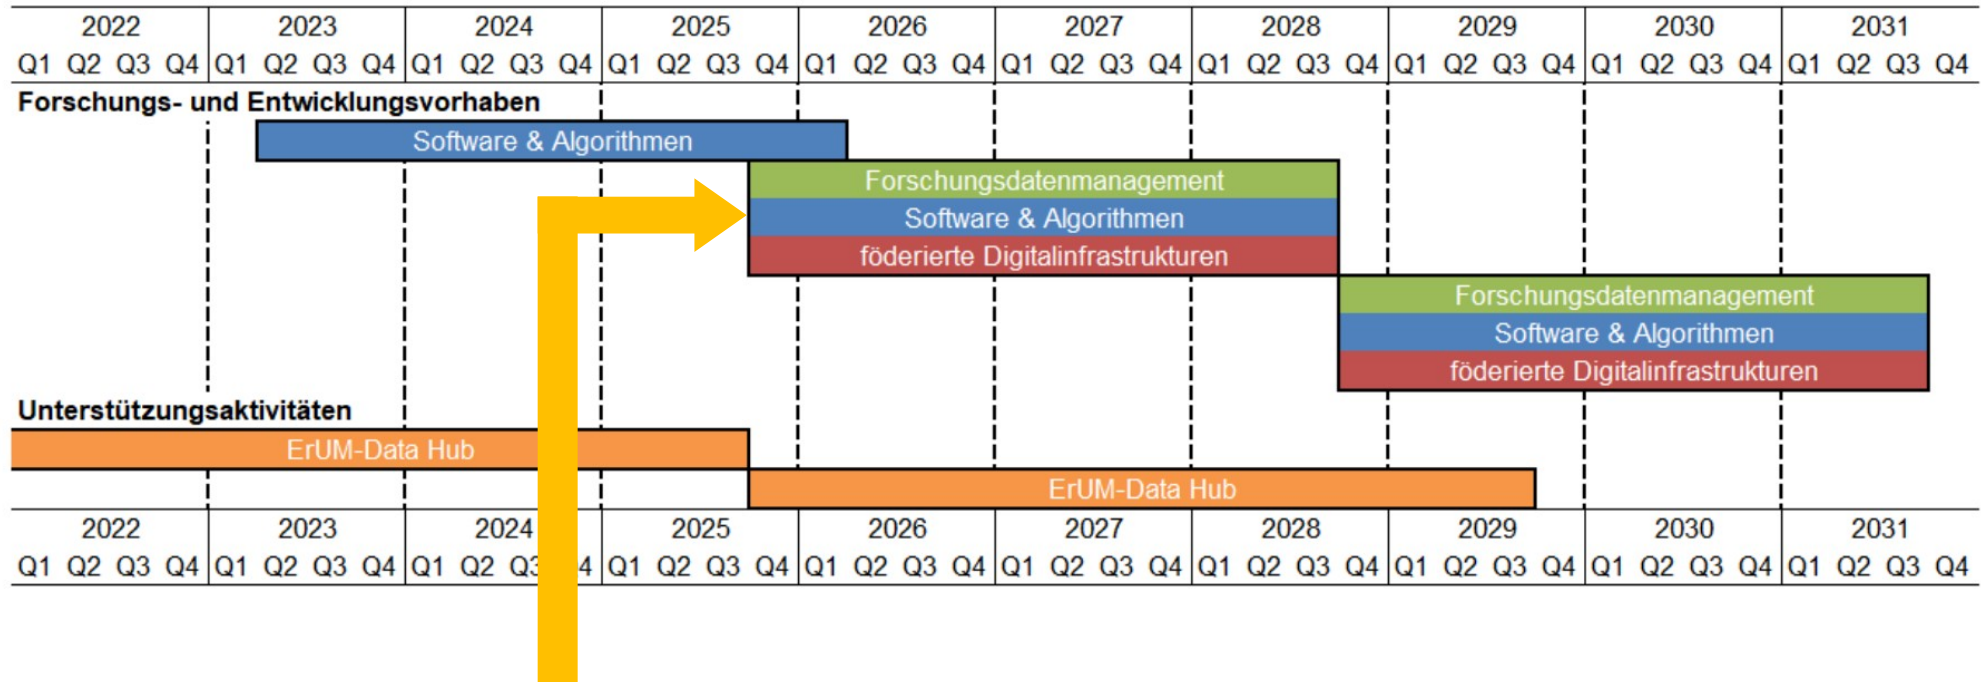 2022 2023 2024 2025 2026 2027 2028 2029 2030 2031
Q1 Q2 Q3 Q4 Q1 Q2 Q3 Q4 Q1 Q2 Q3 Q4 Q1 Q2 Q3 Q4 Q1 Q2 Q3 Q4 Q1 Q2 Q3 Q4 Q1 Q2 Q3 Q4 Q1 Q2 Q3 Q4 Q1 Q2 Q3 Q4 Q1 Q2 Q3 Q4
Forschungs- und Entwicklungsvorhaben
Software & Algorithmen
Forschungsdatenmanagement
Software & Algorithmen
föderierte Digitalinfrastrukturen
Forschungsdatenmanagement
Software & Algorithmen
föderierte Digitalinfrastrukturen
Unterstützungsaktivitäten
ErUM-Data Hub
ErUM-Data Hub
2022 2023 2024 2025 2026 2027 2028 2029 2030 2031
Q1 Q2 Q3 Q4 Q1 Q2 Q3 Q4 Q1 Q2 Q3 4 Q1 Q2 Q3 Q4 Q1 Q2 Q3 Q4 Q1 Q2 Q3 Q4 Q1 Q2 Q3 Q4 Q1 Q2 Q3 Q4 Q1 Q2 Q3 Q4 Q1 Q2 Q3 Q4